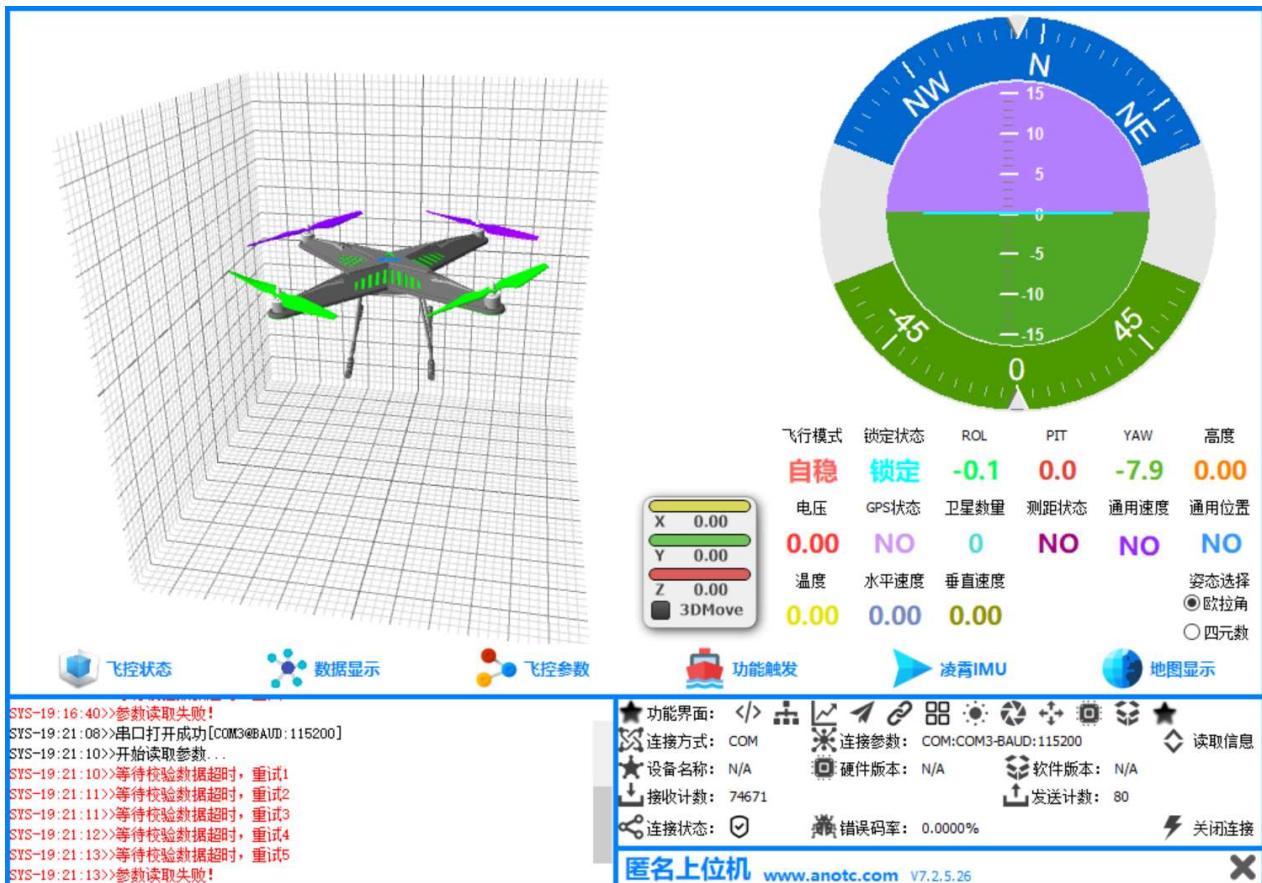 N
NW
NE
15
10
5
0
-5
-10
-15
-45
45
0
飞行模式 锁定状态 ROL PIT YAW 高度
自稳 锁定 -0.1 0.0 -7.9 0.00
电压 GPS状态 卫星数量 测距状态 通用速度 通用位置
0.00 NO 0 NO NO NO
温度 水平速度 垂直速度 姿态选择
0.00 0.00 0.00
欧拉角
四元数
X 0.00
Y 0.00
Z 0.00
3DMove
飞控状态 数据显示 飞控参数 功能触发 凌霄IMU 地图显示
SYS-19:16:40>>参数读取失败!
SYS-19:21:08>>串口打开成功[COM3@BAUD:115200]
SYS-19:21:10>>开始读取参数...
SYS-19:21:10>>等待校验数据超时，重试1
SYS-19:21:11>>等待校验数据超时，重试2
SYS-19:21:11>>等待校验数据超时，重试3
SYS-19:21:12>>等待校验数据超时，重试4
SYS-19:21:13>>等待校验数据超时，重试5
SYS-19:21:13>>参数读取失败!
功能界面:
连接方式: COM 连接参数: COM:COM3-BAUD:115200 读取信息
设备名称: N/A 硬件版本: N/A 软件版本: N/A
接收计数: 74671 发送计数: 80
连接状态: 错误码率: 0.0000% 关闭连接
匿名上位机 www.anotc.com V7.2.5.26